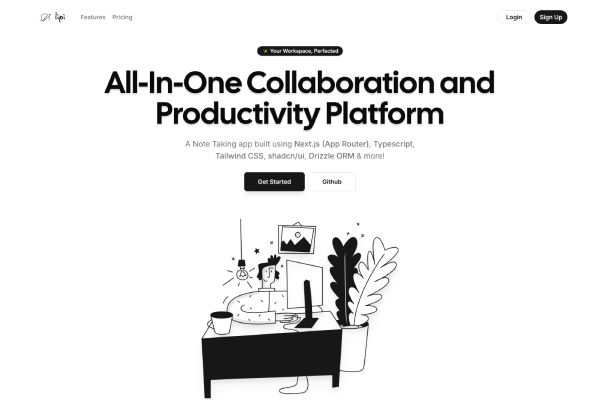 lipi
Features
Pricing
Login
Sign Up
Your Workspace, Perfected
All-In-One Collaboration and
Productivity Platform
A Note Taking app built using Next.js (App Router), Typescript,
Tailwind CSS, shadcn/ui, Drizzle ORM & more!
Get Started
Github